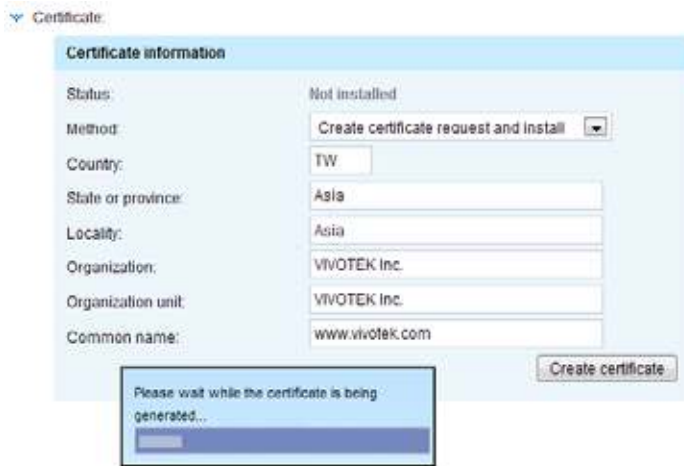 Certificate:
Certificate information
Status: Not installed
Method: Create certificate request and install
Country: TW
State or province: Asia
Locality: Asia
Organization: VIVOTEK Inc.
Organization unit: VIVOTEK Inc.
Common name: www.vivotek.com
Create certificate
Please wait while the certificate is being
generated...